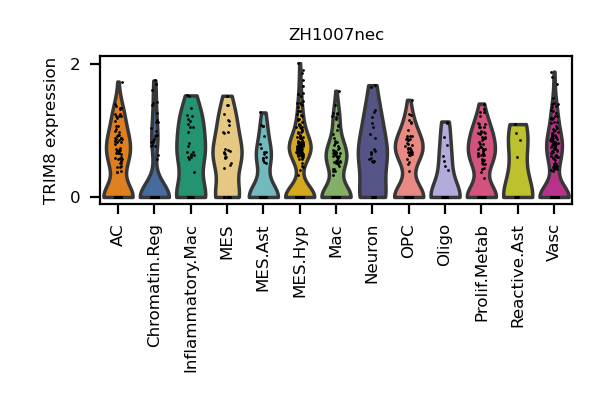 ZH1007nec
TRIM8 expression
2
0
AC
Chromatin.Reg
Inflammatory.Mac
MES
MES.Ast
MES.Hyp
Mac
Neuron
OPC
Oligo
Prolif.Metab
Reactive.Ast
Vasc